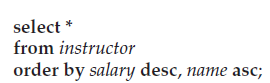 select *
from instructor
order by salary desc, name asc;